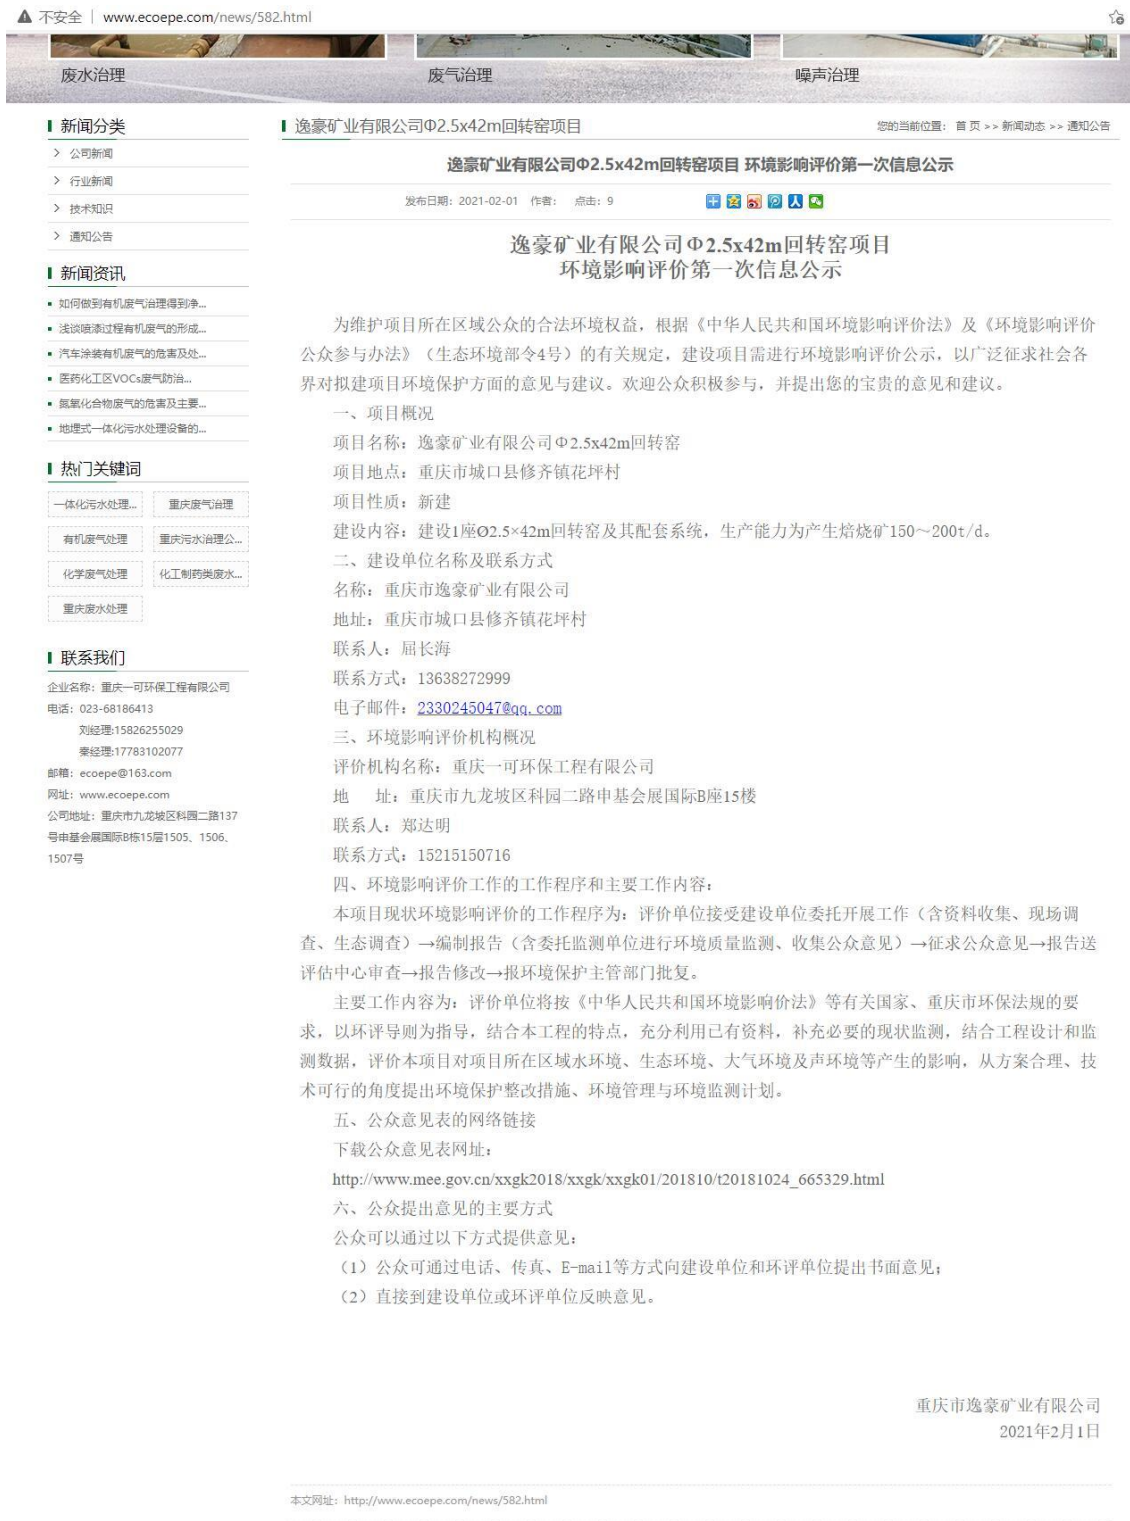 不安全 | www.ecoepe.com/news/582.html
废水治理
废气治理
噪声治理
新闻分类
公司新闻
行业新闻
技术知识
通知公告
新闻资讯
如何做到有机废气治理得到净...
浅谈喷漆过程有机废气的形成...
汽车涂装有机废气的危害及处...
医药化工区VOCs废气防治...
氮氧化合物废气的危害及主要...
地埋式一体化污水处理设备的...
热门关键词
一体化污水处理... 重庆废气治理
有机废气处理 重庆污水治理公...
化学废气处理 化工制药类废水...
重庆废水处理
联系我们
企业名称：重庆一可环保工程有限公司
电话：023-68186413
刘经理:15826255029
秦经理:17783102077
邮箱：ecoepe@163.com
网址：www.ecoepe.com
公司地址：重庆市九龙坡区科园二路137
号申基会展国际B栋15层1505、1506、
1507号
逸豪矿业有限公司Φ2.5x42m回转窑项目
您的当前位置： 首 页 >> 新闻动态 >> 通知公告
逸豪矿业有限公司Φ2.5x42m回转窑项目 环境影响评价第一次信息公示
发布日期：2021-02-01 作者： 点击：9
逸豪矿业有限公司Φ2.5x42m回转窑项目
环境影响评价第一次信息公示
为维护项目所在区域公众的合法环境权益，根据《中华人民共和国环境影响评价法》及《环境影响评价
公众参与办法》（生态环境部令4号）的有关规定，建设项目需进行环境影响评价公示，以广泛征求社会各
界对拟建项目环境保护方面的意见与建议。欢迎公众积极参与，并提出您的宝贵的意见和建议。
一、项目概况
项目名称：逸豪矿业有限公司Φ2.5x42m回转窑
项目地点：重庆市城口县修齐镇花坪村
项目性质：新建
建设内容：建设1座Ø2.5×42m回转窑及其配套系统，生产能力为产生焙烧矿150～200t/d。
二、建设单位名称及联系方式
名称：重庆市逸豪矿业有限公司
地址：重庆市城口县修齐镇花坪村
联系人：屈长海
联系方式：13638272999
电子邮件：2330245047@qq.com
三、环境影响评价机构概况
评价机构名称：重庆一可环保工程有限公司
地 址：重庆市九龙坡区科园二路申基会展国际B座15楼
联系人：郑达明
联系方式：15215150716
四、环境影响评价工作的工作程序和主要工作内容：
本项目现状环境影响评价的工作程序为：评价单位接受建设单位委托开展工作（含资料收集、现场调
查、生态调查）→编制报告（含委托监测单位进行环境质量监测、收集公众意见）→征求公众意见→报告送
评估中心审查→报告修改→报环境保护主管部门批复。
主要工作内容为：评价单位将按《中华人民共和国环境影响价法》等有关国家、重庆市环保法规的要
求，以环评导则为指导，结合本工程的特点，充分利用已有资料，补充必要的现状监测，结合工程设计和监
测数据，评价本项目对项目所在区域水环境、生态环境、大气环境及声环境等产生的影响，从方案合理、技
术可行的角度提出环境保护整改措施、环境管理与环境监测计划。
五、公众意见表的网络链接
下载公众意见表网址：
http://www.mee.gov.cn/xxgk2018/xxgk/xxgk01/201810/t20181024_665329.html
六、公众提出意见的主要方式
公众可以通过以下方式提供意见：
（1）公众可通过电话、传真、E-mail等方式向建设单位和环评单位提出书面意见；
（2）直接到建设单位或环评单位反映意见。
重庆市逸豪矿业有限公司
2021年2月1日
本文网址：http://www.ecoepe.com/news/582.html